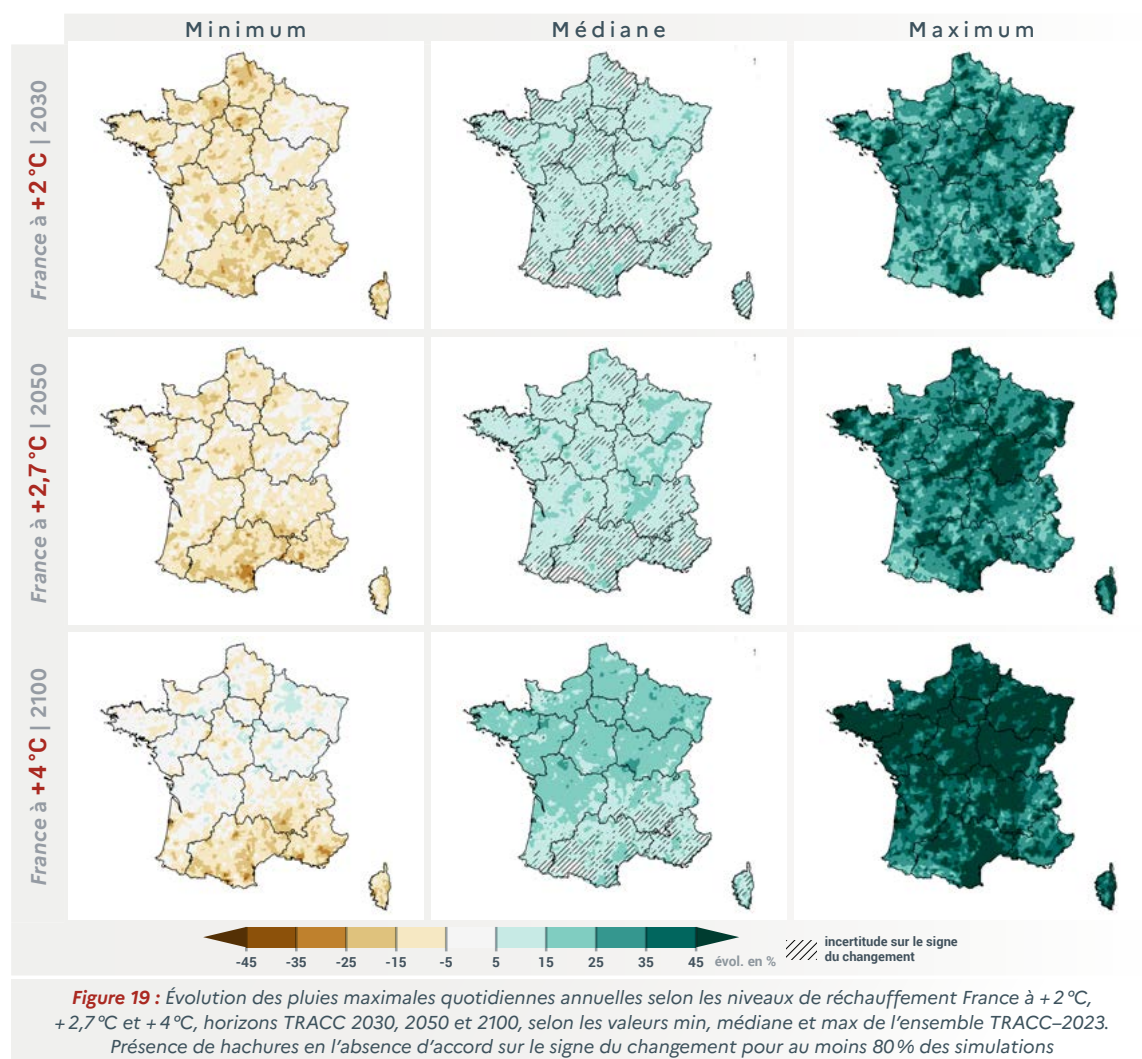 Minimum
Médiane
Maximum
France à +2 °C | 2030
France à +2,7 °C | 2050
France à +4 °C | 2100
-45 -35 -25 -15 -5 5 15 25 35 45 évol. en %
incertitude sur le signe
du changement
Figure 19 : Évolution des pluies maximales quotidiennes annuelles selon les niveaux de réchauffement France à + 2 °C,
+ 2,7 °C et + 4 °C, horizons TRACC 2030, 2050 et 2100, selon les valeurs min, médiane et max de l’ensemble TRACC–2023.
Présence de hachures en l’absence d’accord sur le signe du changement pour au moins 80 % des simulations